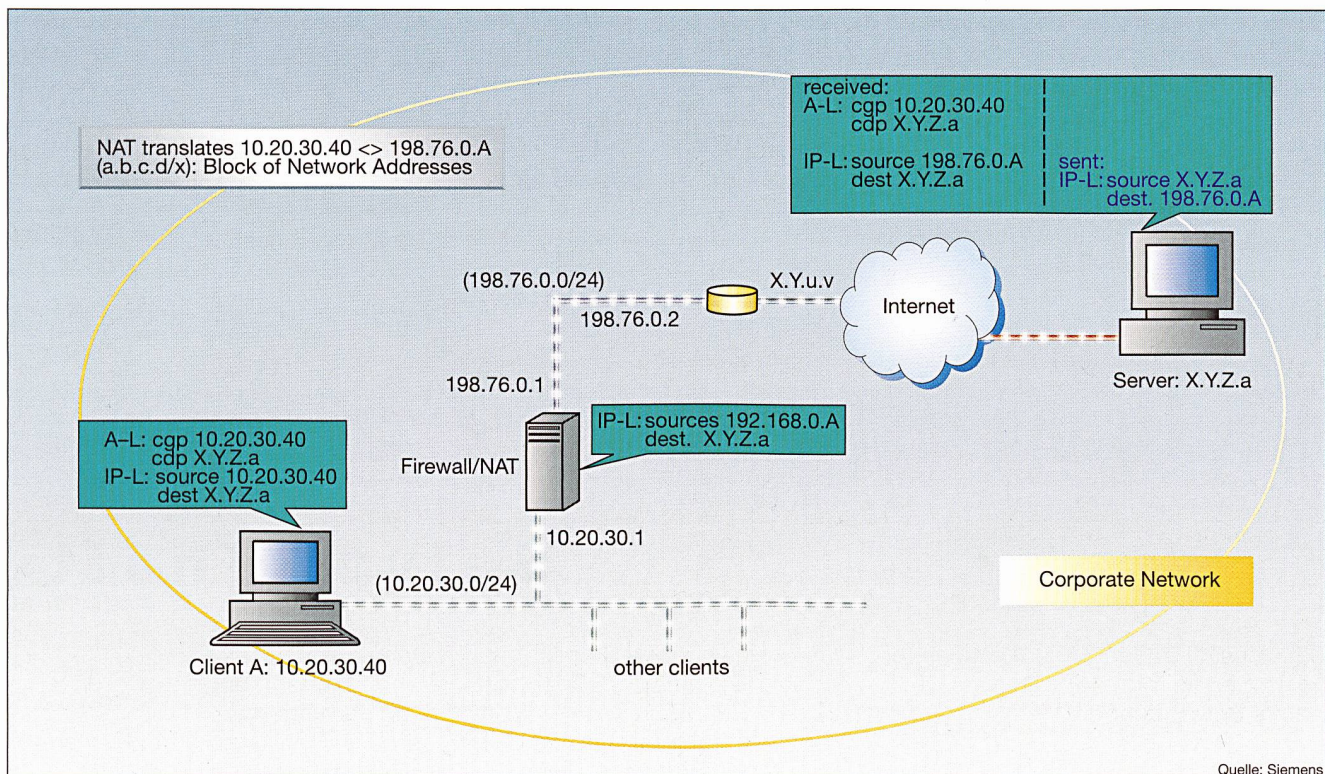 NAT translates 10.20.30.40 <> 198.76.0.A
(a.b.c.d/x): Block of Network Addresses
received:
A-L: cgp 10.20.30.40
cdp X.Y.Z.a
IP-L: source 198.76.0.A
dest X.Y.Z.a
sent:
IP-L: source X.Y.Z.a
dest. 198.76.0.A
(198.76.0.0/24)
198.76.0.2
X.Y.u.v
Internet
Server: X.Y.Z.a
198.76.0.1
IP-L: sources 192.168.0.A
dest. X.Y.Z.a
Firewall/NAT
A–L: cgp 10.20.30.40
cdp X.Y.Z.a
IP-L: source 10.20.30.40
dest X.Y.Z.a
10.20.30.1
(10.20.30.0/24)
Client A: 10.20.30.40
other clients
Corporate Network
Quelle: Siemens